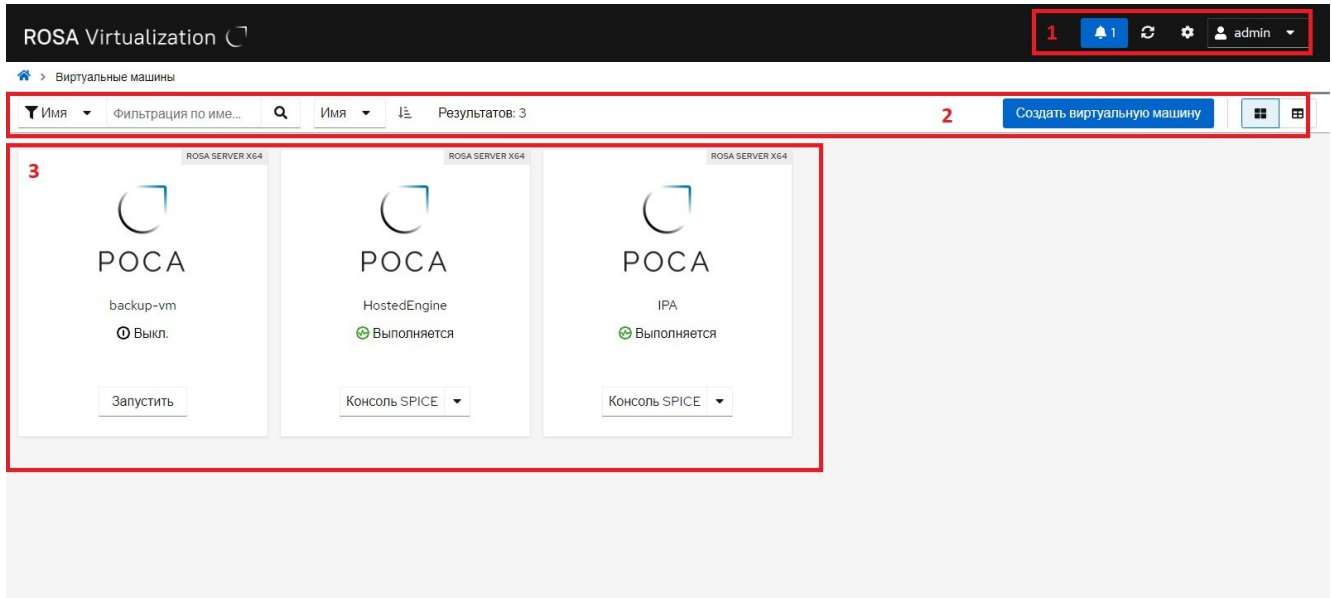 ROSA Virtualization
1
1 admin
Виртуальные машины
Имя Фильтрация по име... Имя Результатов: 3 2 Создать виртуальную машину
3
ROSA SERVER X64 ROSA SERVER X64 ROSA SERVER X64
РОСА РОСА РОСА
backup-vm HostedEngine IPA
Выкл. Выполняется Выполняется
Запустить Консоль SPICE Консоль SPICE